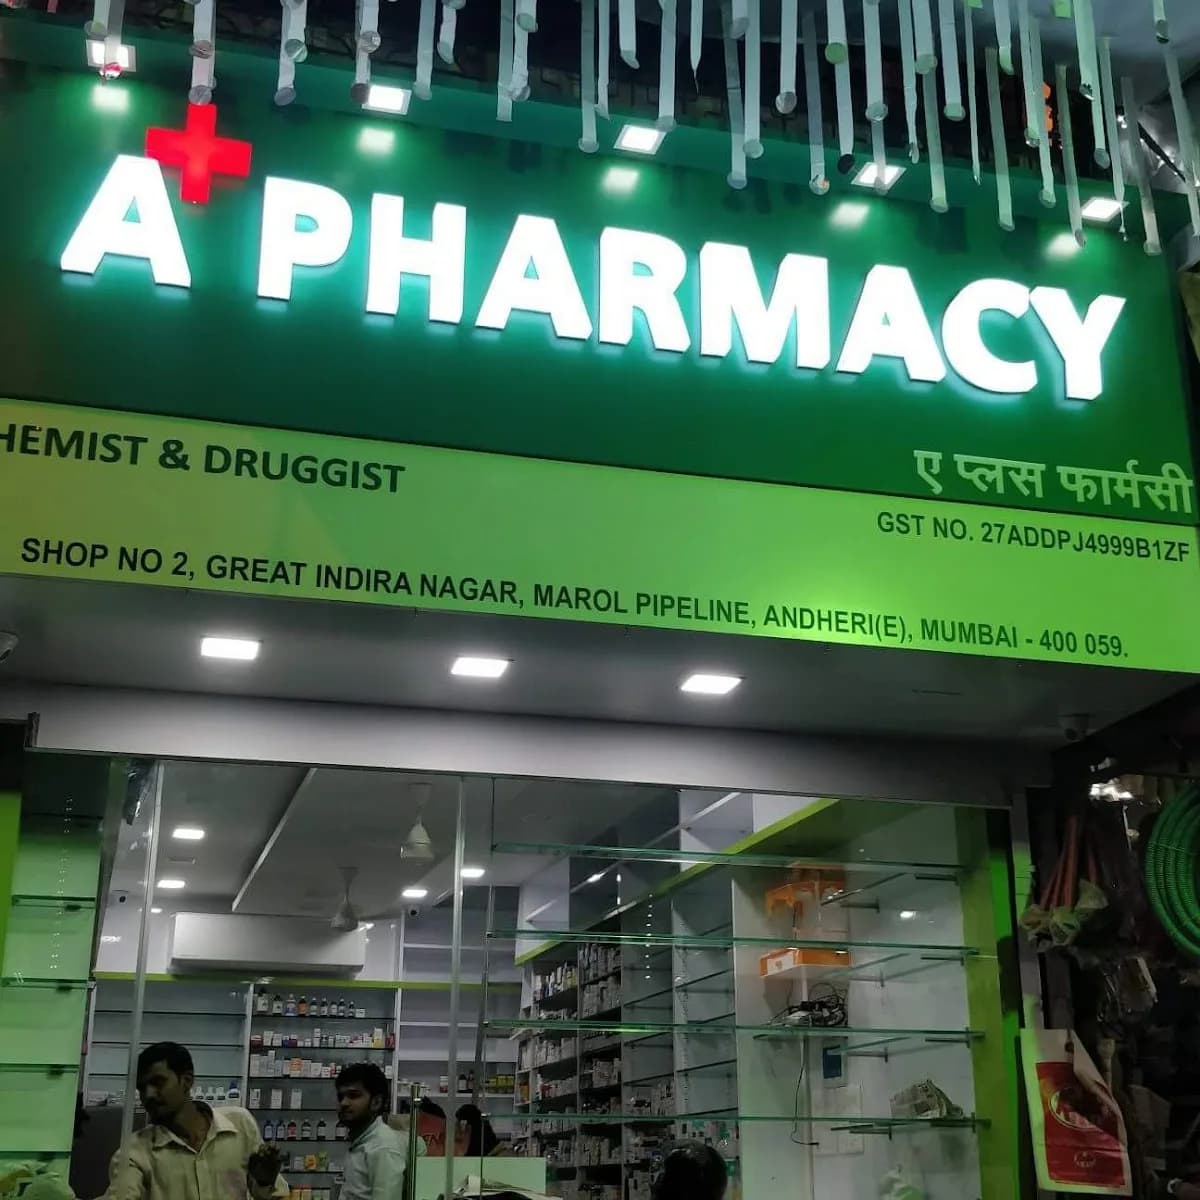 A+ PHARMACY
ए प्लस फार्मसी
HEMIST & DRUGGIST
GST NO. 27ADDPJ4999B1ZF
SHOP NO 2, GREAT INDIRA NAGAR, MAROL PIPELINE, ANDHERI(E), MUMBAI - 400 059.